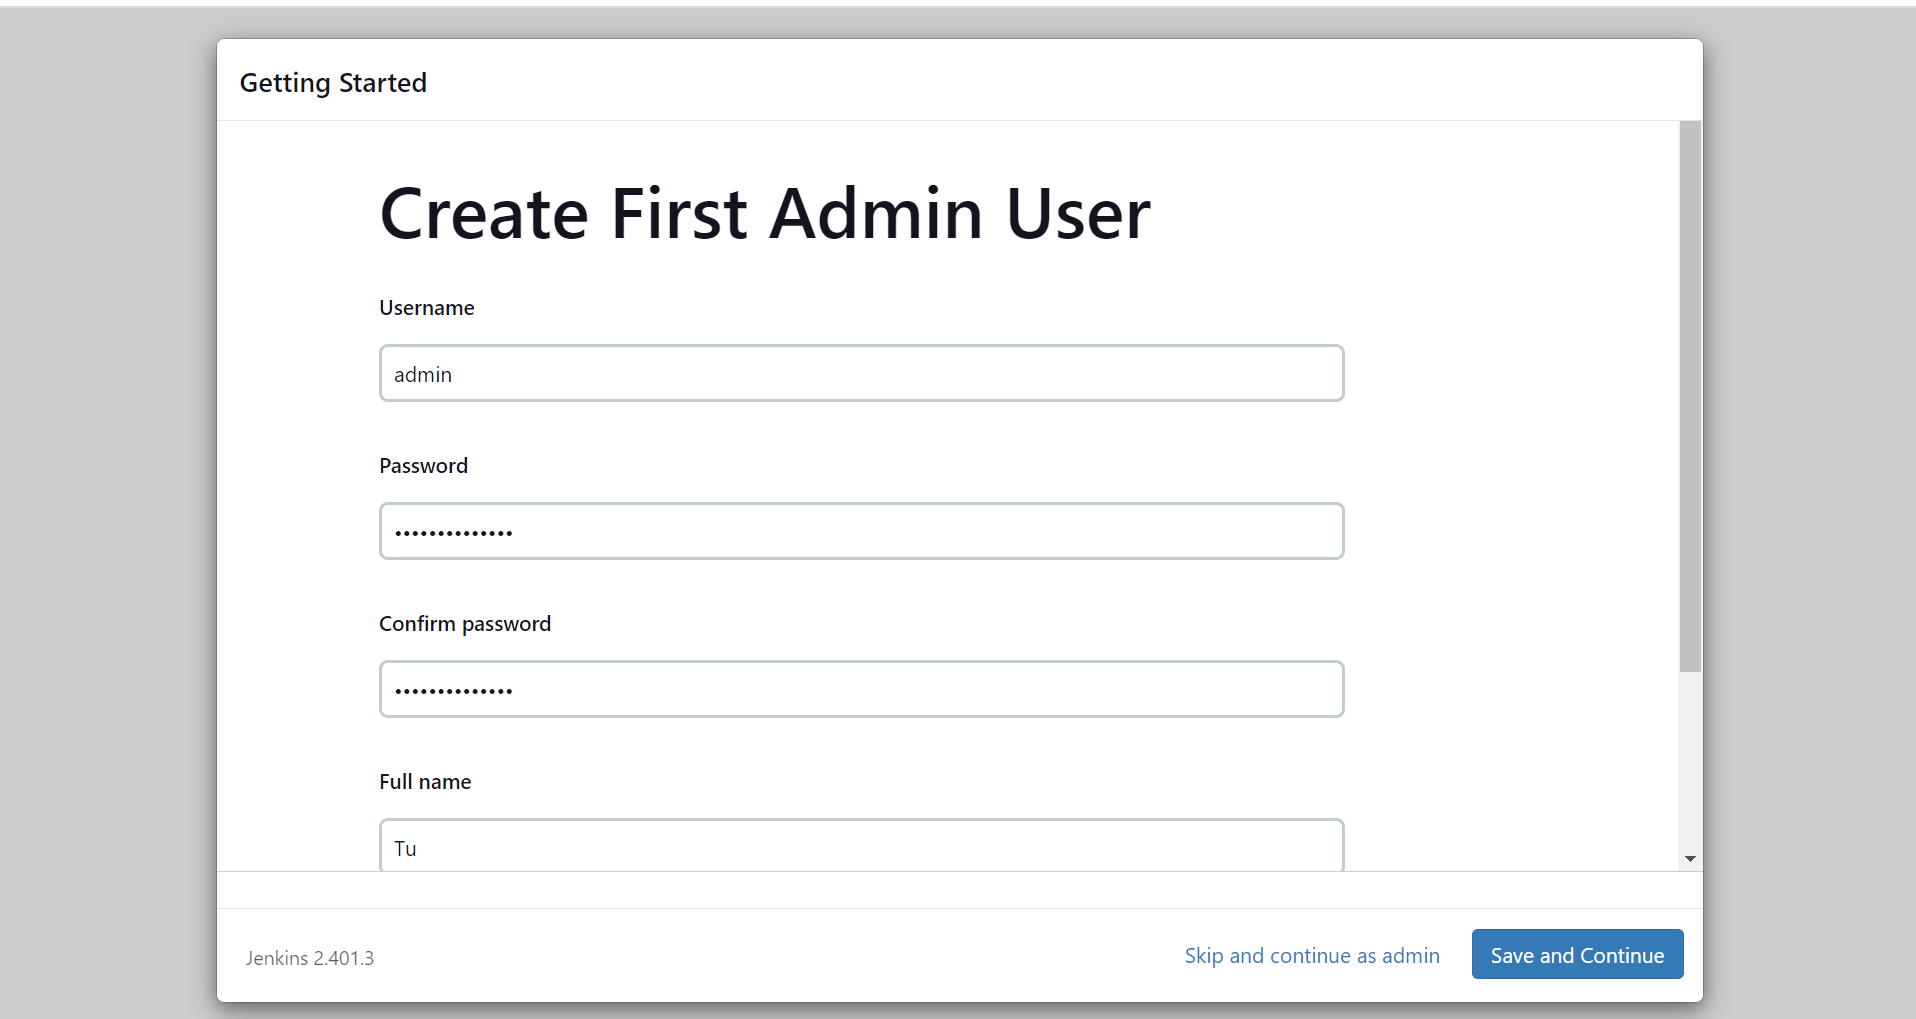 Getting Started
Create First Admin User
Username
admin
Password
••••••••••••••
Confirm password
••••••••••••••
Full name
Tu
Jenkins 2.401.3
Skip and continue as admin
Save and Continue